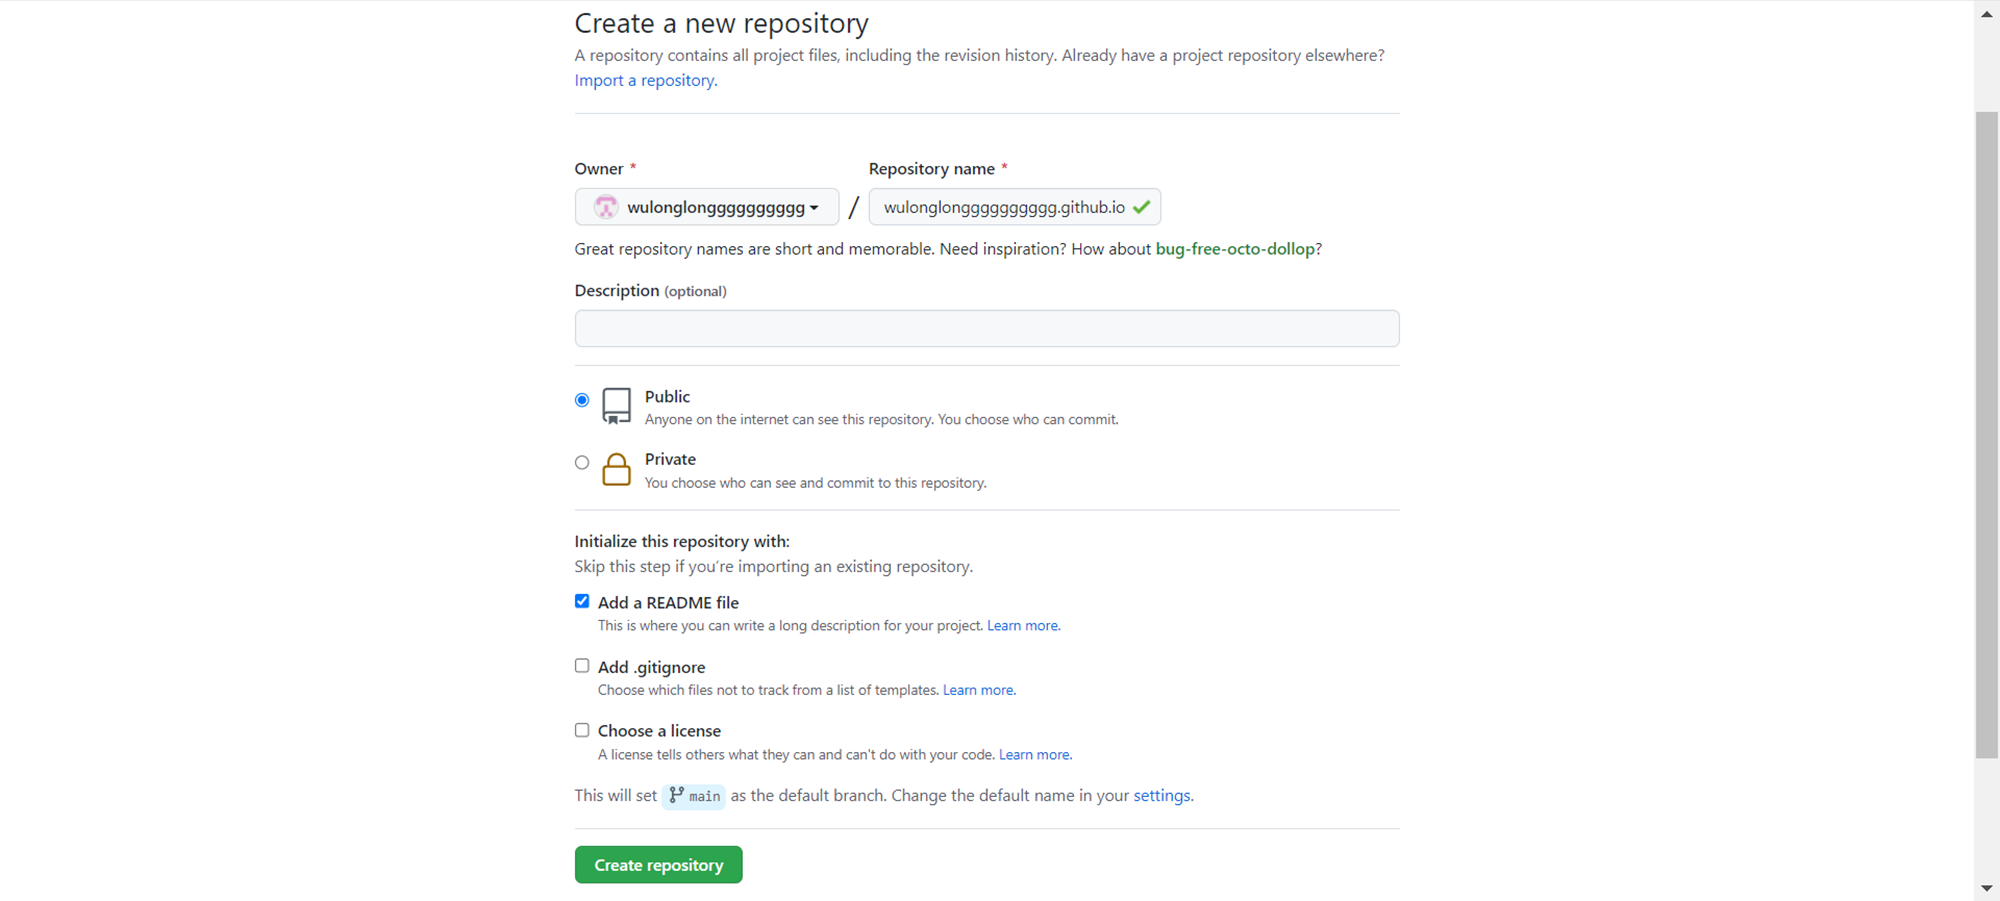 Create a new repository
A repository contains all project files, including the revision history. Already have a project repository elsewhere?
Import a repository.
Owner *
Repository name *
wulonglongggggggggg
/
wulonglongggggggggg.github.io
Great repository names are short and memorable. Need inspiration? How about bug-free-octo-dollop?
Description (optional)
Public
Anyone on the internet can see this repository. You choose who can commit.
Private
You choose who can see and commit to this repository.
Initialize this repository with:
Skip this step if you're importing an existing repository.
Add a README file
This is where you can write a long description for your project. Learn more.
Add .gitignore
Choose which files not to track from a list of templates. Learn more.
Choose a license
A license tells others what they can and can't do with your code. Learn more.
This will set main as the default branch. Change the default name in your settings.
Create repository